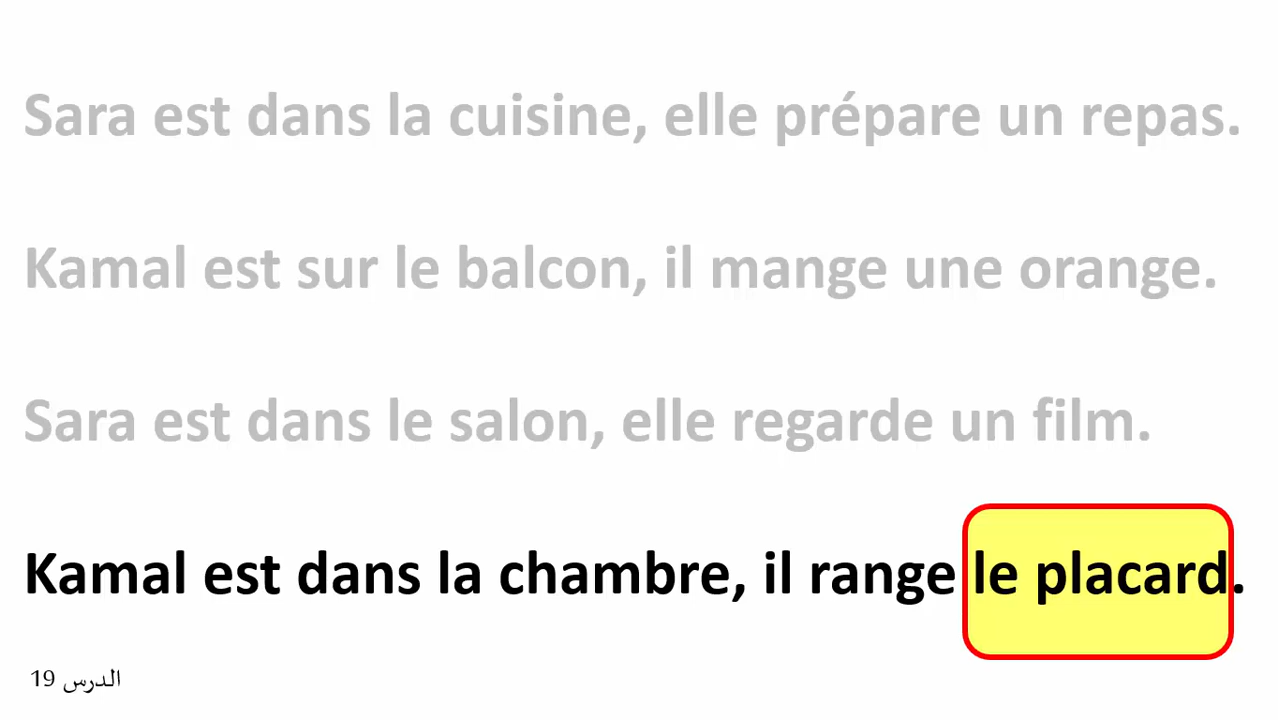 Sara est dans la cuisine, elle prépare un repas.
Kamal est sur le balcon, il mange une orange.
Sara est dans le salon, elle regarde un film.
Kamal est dans la chambre, il range le placard.
الدرس 19